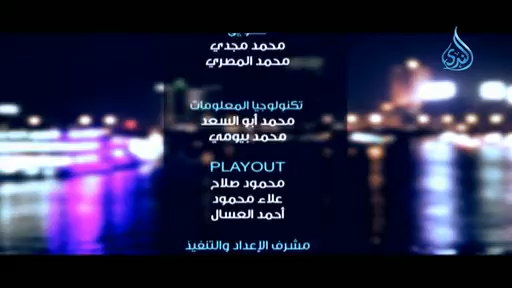 محمد مجدي
محمد المصري
تكنولوجيا المعلومات
محمد أبو السعد
محمد بيومي
PLAYOUT
محمود صلاح
علاء محمود
أحمد العسال
مشرف الإعداد والتنفيذ